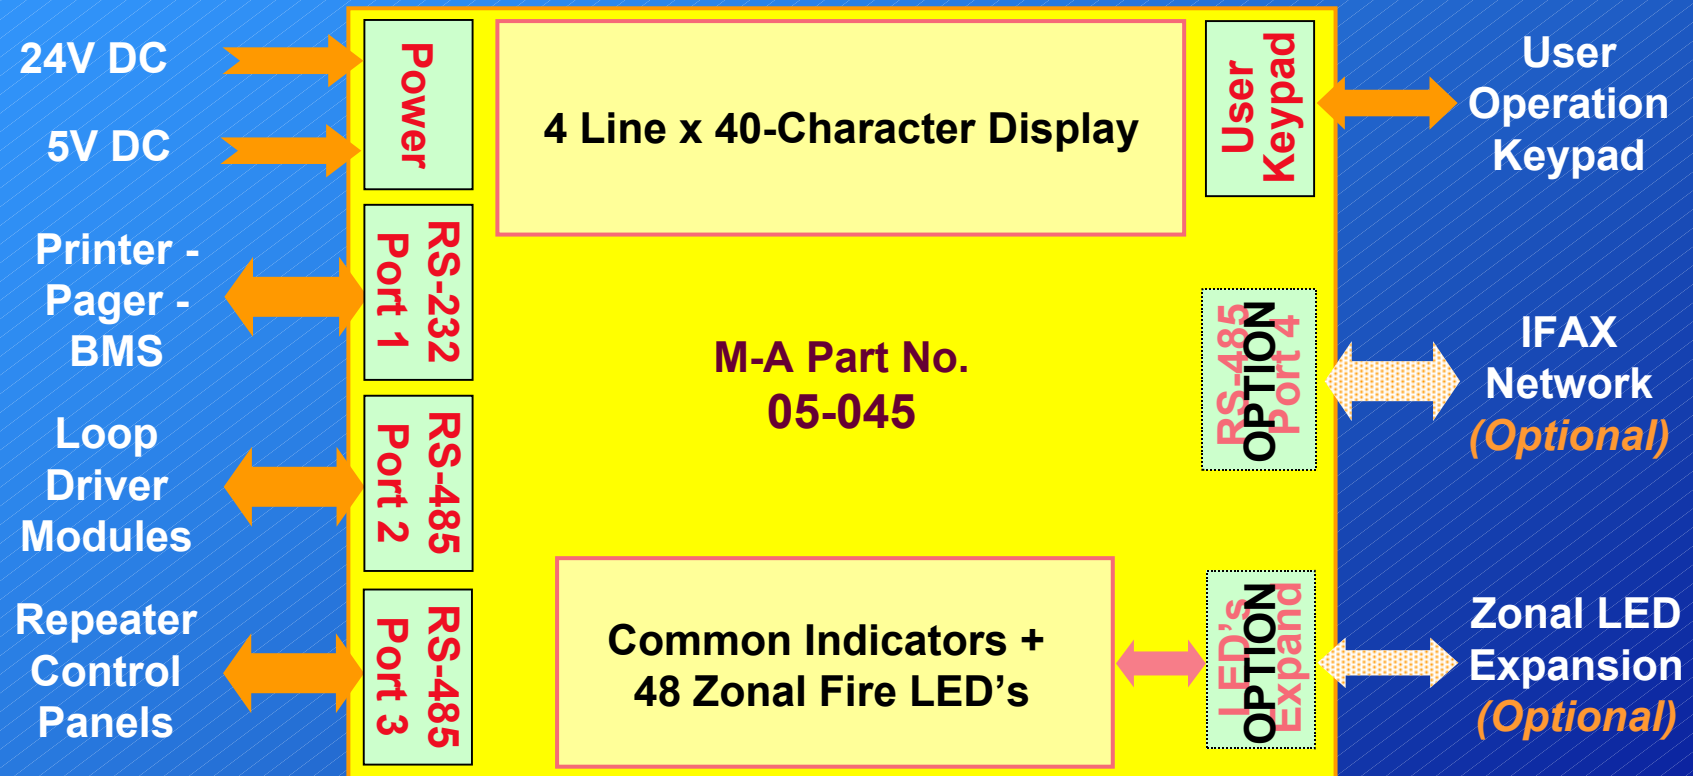 24V DC
5V DC
Printer -
Pager -
BMS
Loop
Driver
Modules
Repeater
Control
Panels
Power
RS-232
Port 1
RS-485
Port 2
RS-485
Port 3
4 Line x 40-Character Display
M-A Part No.
05-045
Common Indicators +
48 Zonal Fire LED's
User
Keypad
RS-485
Port 4
OPTION
LED's
Expand
OPTION
User
Operation
Keypad
IFAX
Network
(Optional)
Zonal LED
Expansion
(Optional)